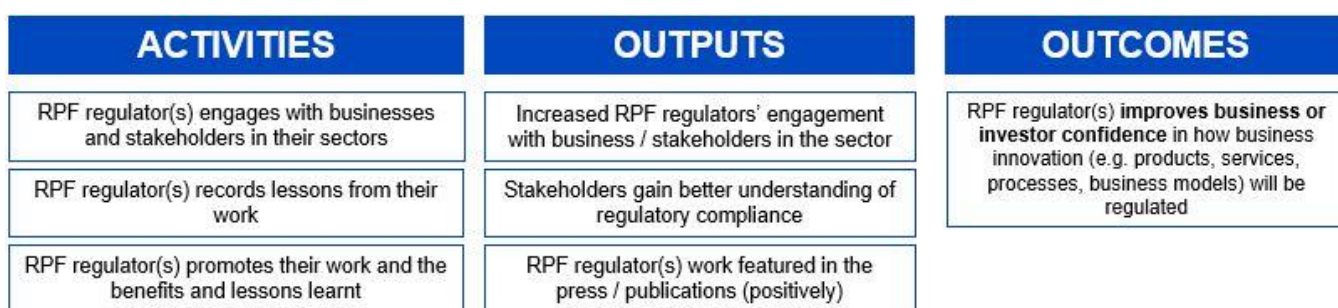 ACTIVITIES
RPF regulator(s) engages with businesses
and stakeholders in their sectors
RPF regulator(s) records lessons from their
work
RPF regulator(s) promotes their work and the
benefits and lessons learnt
OUTPUTS
Increased RPF regulators' engagement
with business / stakeholders in the sector
Stakeholders gain better understanding of
regulatory compliance
RPF regulator(s) work featured in the
press / publications (positively)
OUTCOMES
RPF regulator(s) improves business or
investor confidence in how business
innovation (e.g. products, services,
processes, business models) will be
regulated